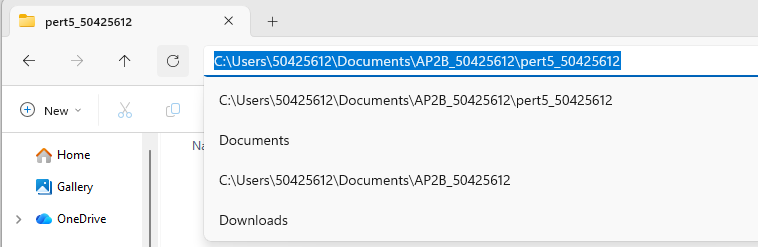 pert5_50425612
C:\Users\50425612\Documents\AP2B_50425612\pert5_50425612
New
C:\Users\50425612\Documents\AP2B_50425612\pert5_50425612
Home
Documents
Gallery
C:\Users\50425612\Documents\AP2B_50425612
OneDrive
Downloads